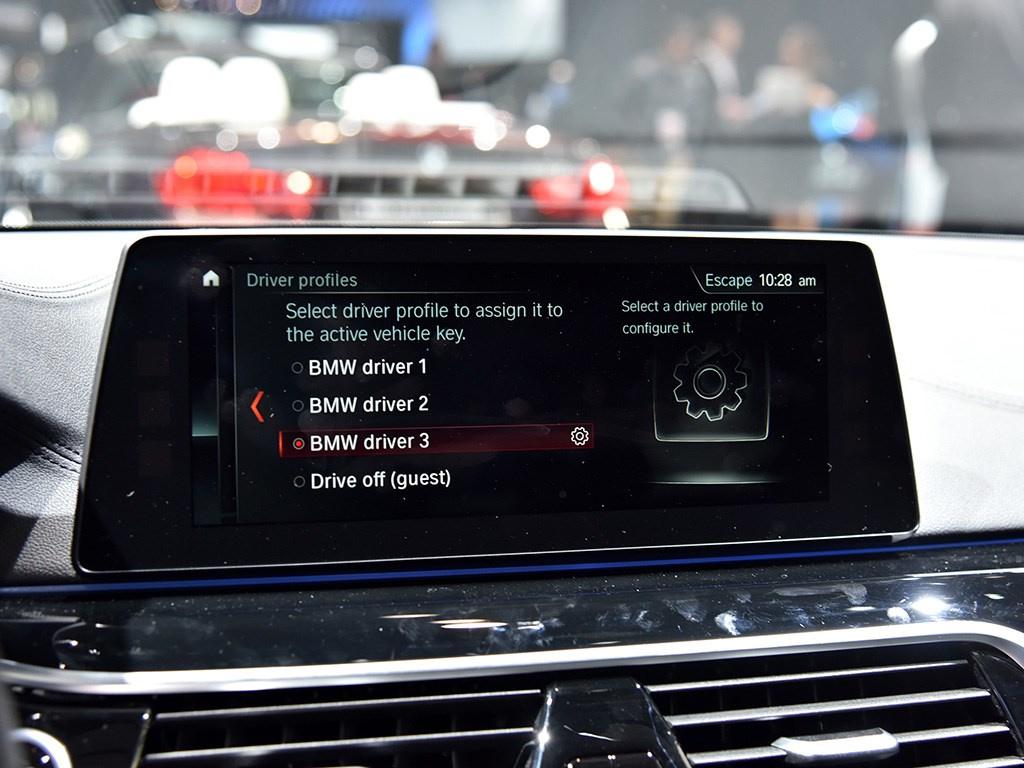 Driver profiles
Escape 10:28 am
Select driver profile to assign it to
the active vehicle key.
BMW driver 1
BMW driver 2
BMW driver 3
Drive off (guest)
Select a driver profile to
configure it.